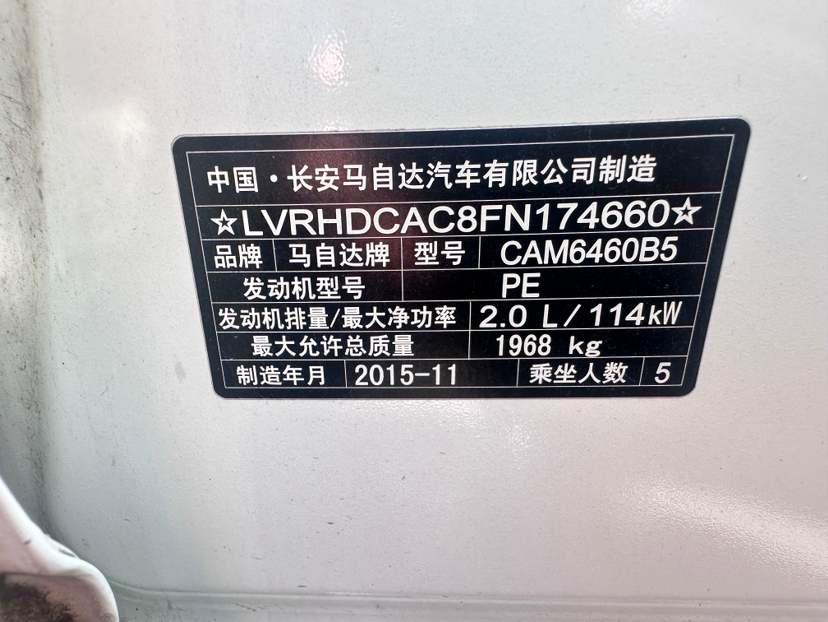 中国·长安马自达汽车有限公司制造
☆LVRHDCAC8FN174660☆
品牌 马自达牌 型号 CAM6460B5
发动机型号 PE
发动机排量/最大净功率 2.0 L/114kW
最大允许总质量 1968 kg
制造年月 2015-11 乘坐人数 5